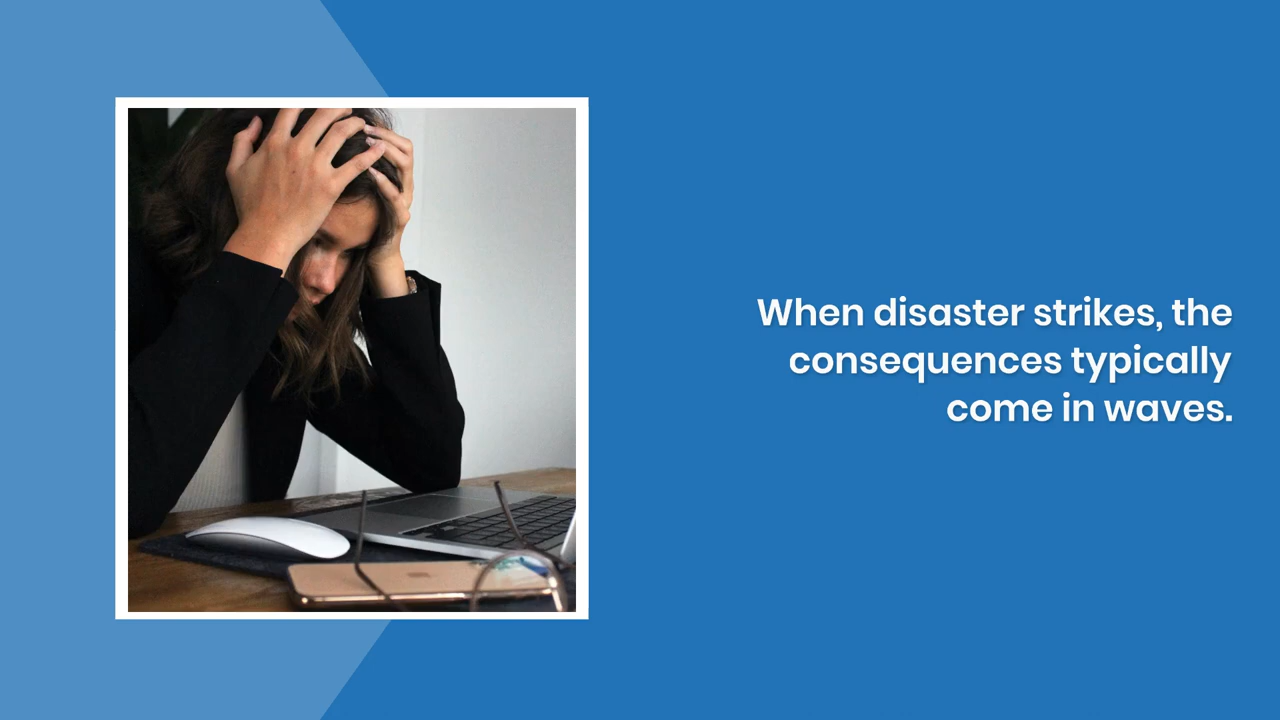 When disaster strikes, the
consequences typically
come in waves.